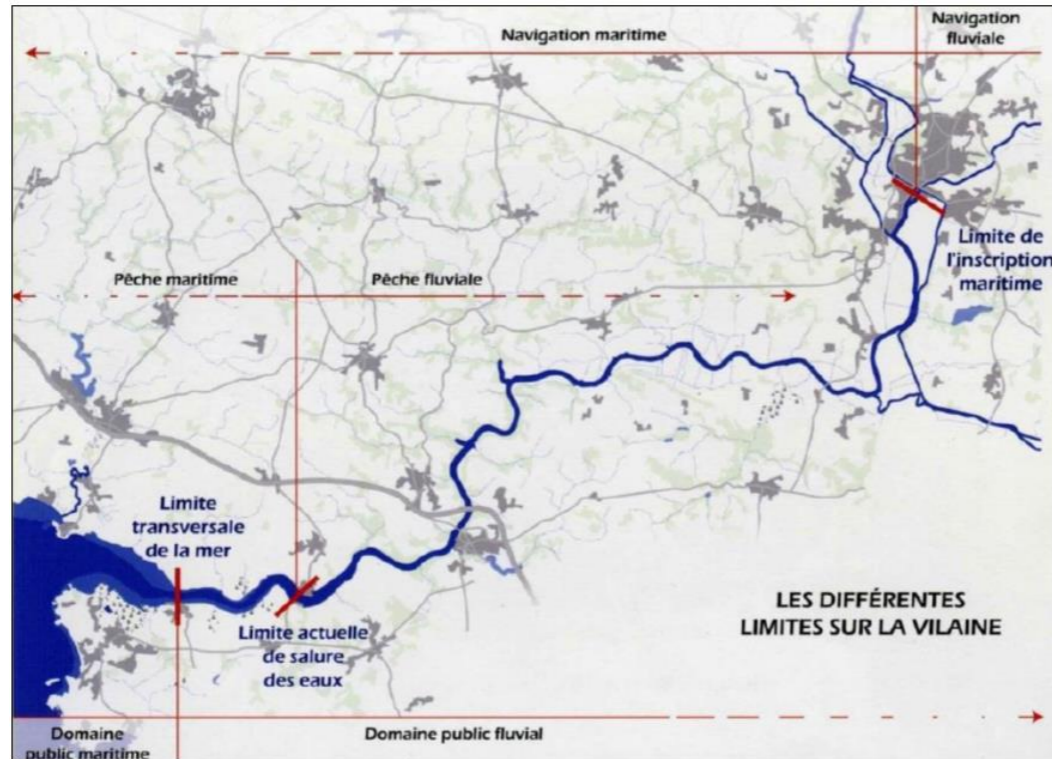 Navigation maritime
Navigation
fluviale
Limite de
l'inscription
maritime
Pêche maritime
Pêche fluviale
Limite
transversale
de la mer
Limite actuelle
de salure
des eaux
LES DIFFÉRENTES
LIMITES SUR LA VILAINE
Domaine
public maritime
Domaine public fluvial